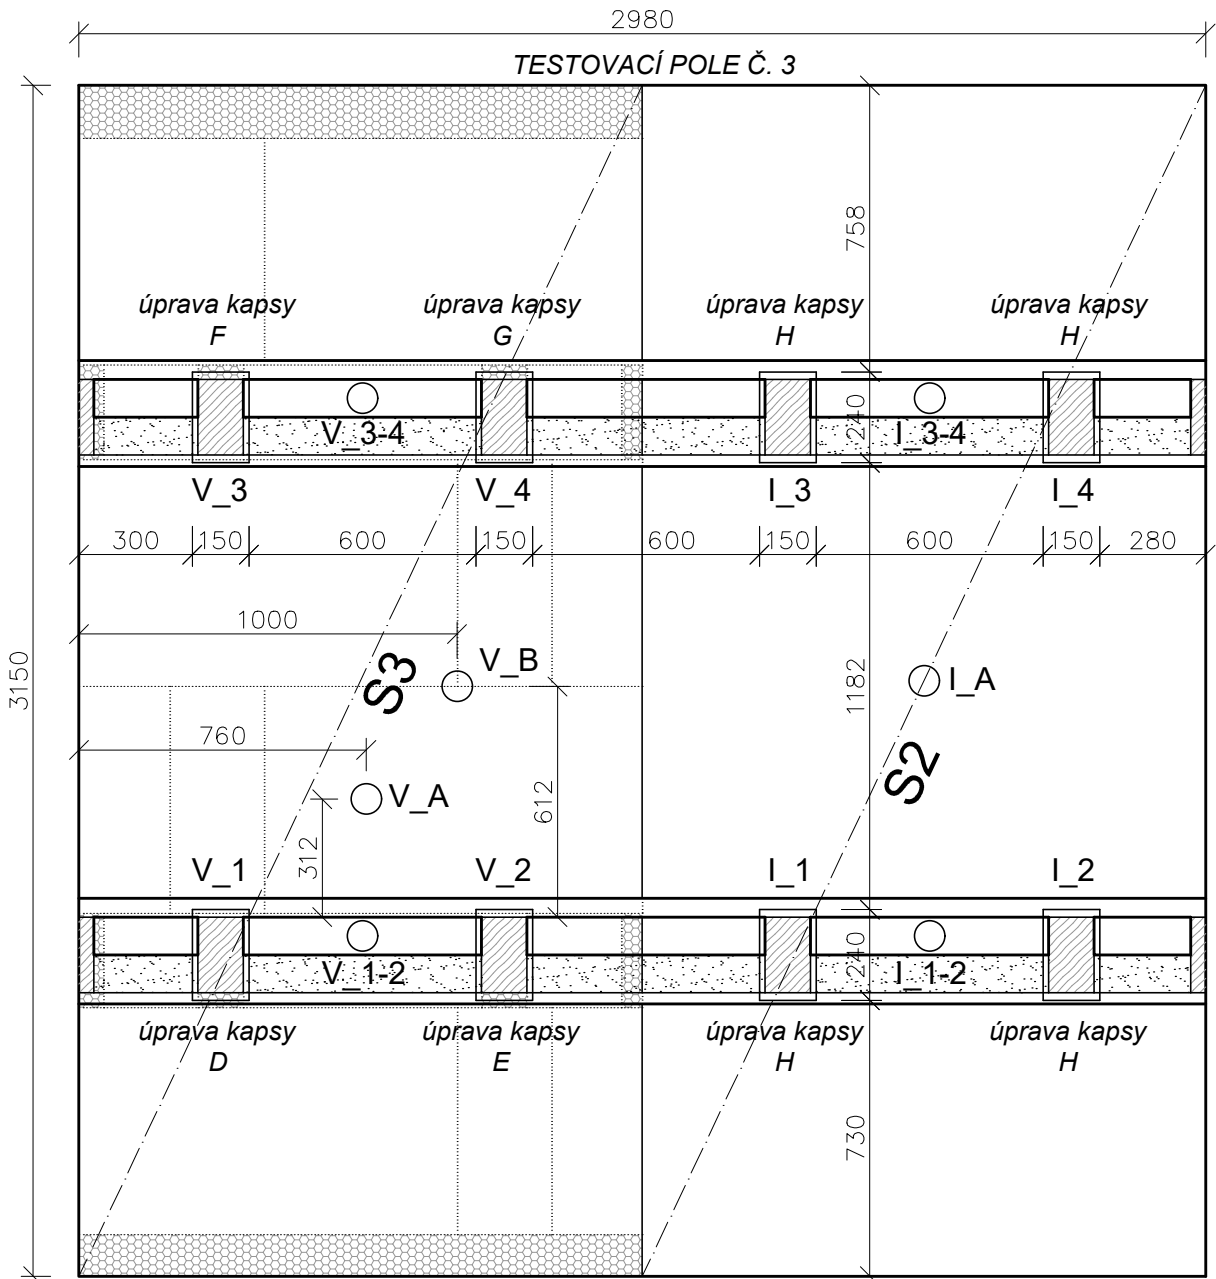 2980
TESTOVACÍ POLE Č. 3
758
úprava kapsy úprava kapsy úprava kapsy úprava kapsy
F G H H
240
V_3-4 I_3-4
V_3 V_4 I_3 I_4
300 150 600 150 600 150 600 150 280
1000
V_B
S3
3150
1182
I_A
760
S2
V_A
612
312
V_1 V_2 I_1 I_2
240
V_1-2 I_1-2
úprava kapsy úprava kapsy úprava kapsy úprava kapsy
D E H H
730